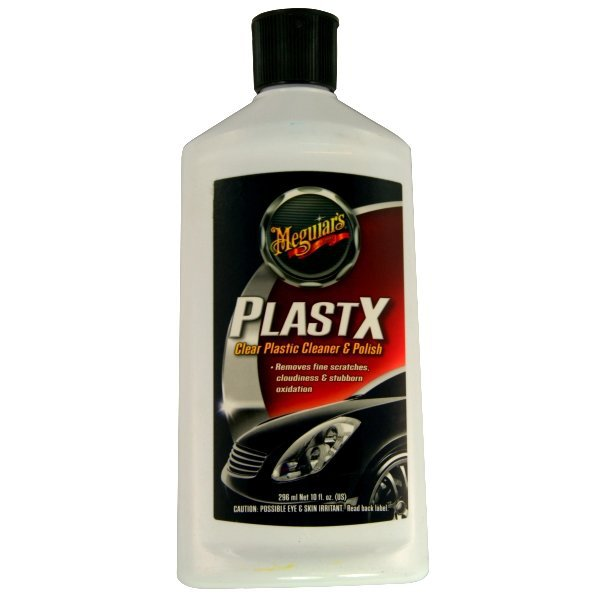 Meguiar's
PLASTX
Clear Plastic Cleaner & Polish
• Removes fine scratches,
cloudiness & stubborn
oxidation
296 ml Net 10 fl. oz. (US)
CAUTION: POSSIBLE EYE & SKIN IRRITANT. Read back label.